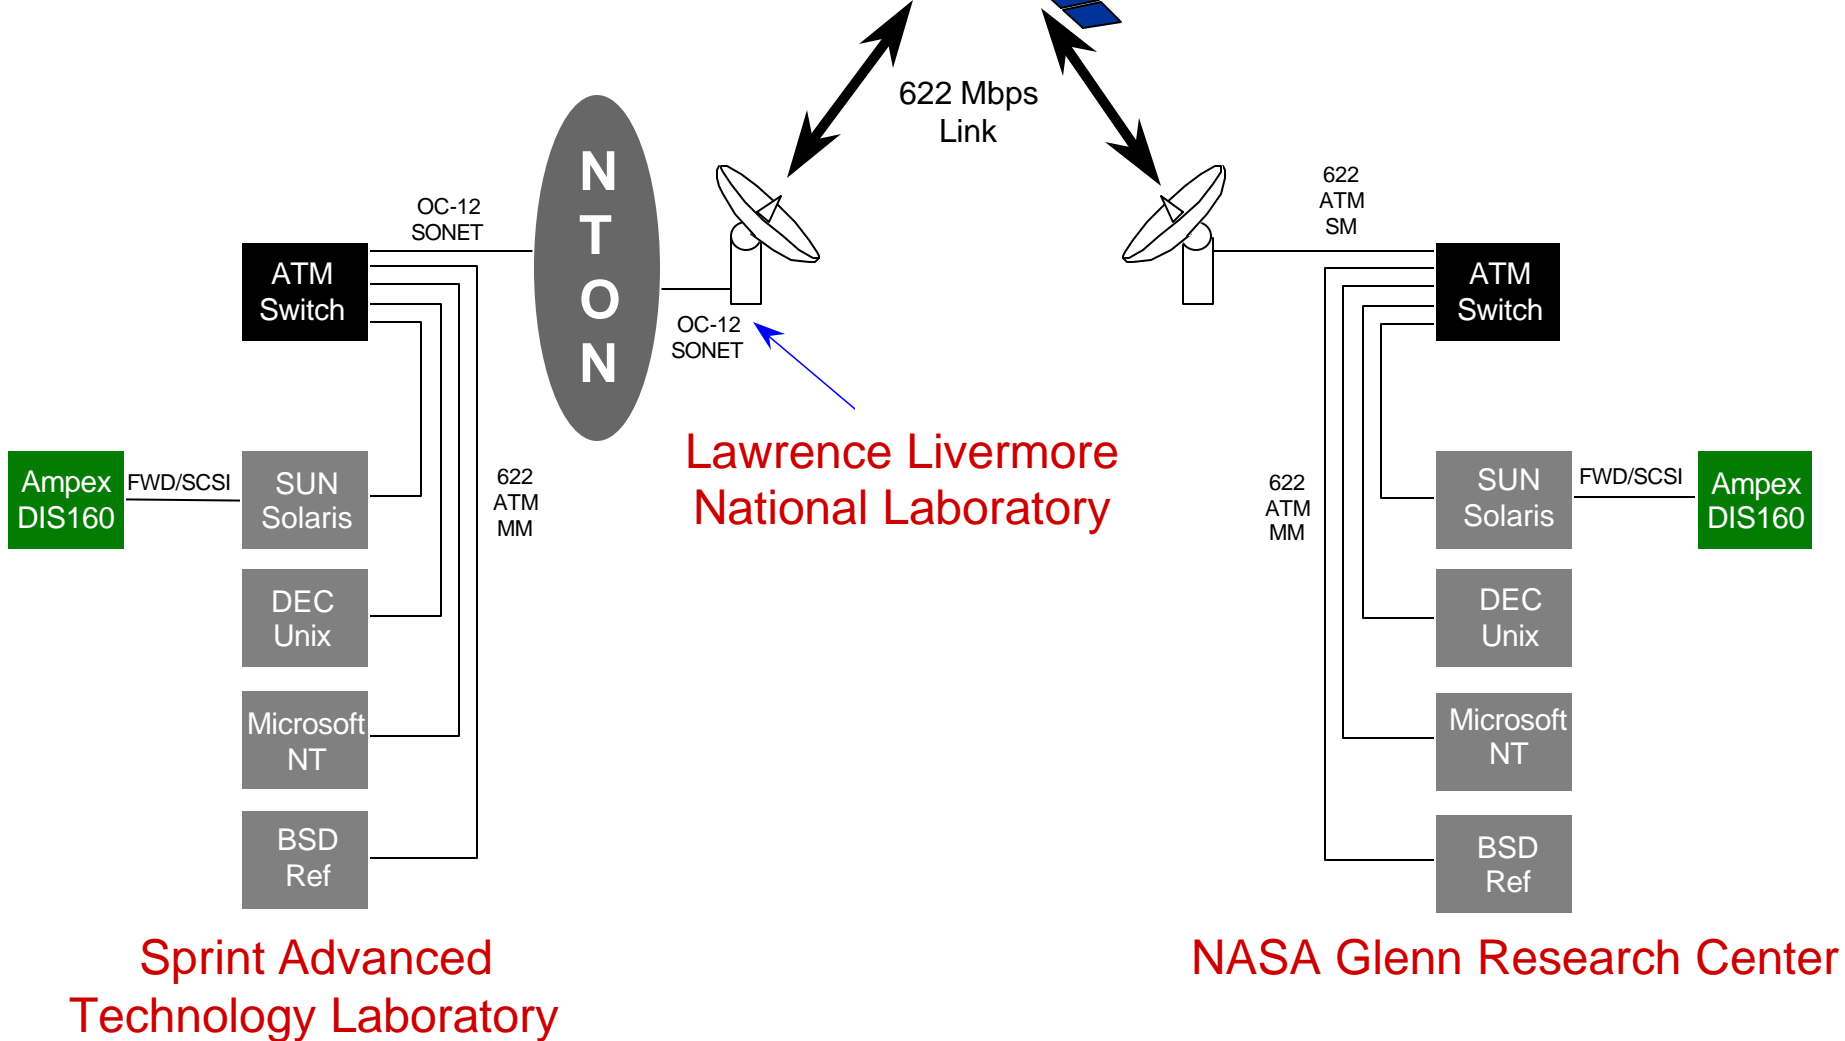 622 Mbps
Link
N
T
O
N
OC-12
SONET
622
ATM
SM
ATM
Switch
ATM
Switch
OC-12
SONET
Lawrence Livermore
National Laboratory
Ampex
DIS160
FWD/SCSI
SUN
Solaris
622
ATM
MM
622
ATM
MM
SUN
Solaris
FWD/SCSI
Ampex
DIS160
DEC
Unix
DEC
Unix
Microsoft
NT
Microsoft
NT
BSD
Ref
BSD
Ref
Sprint Advanced
Technology Laboratory
NASA Glenn Research Center